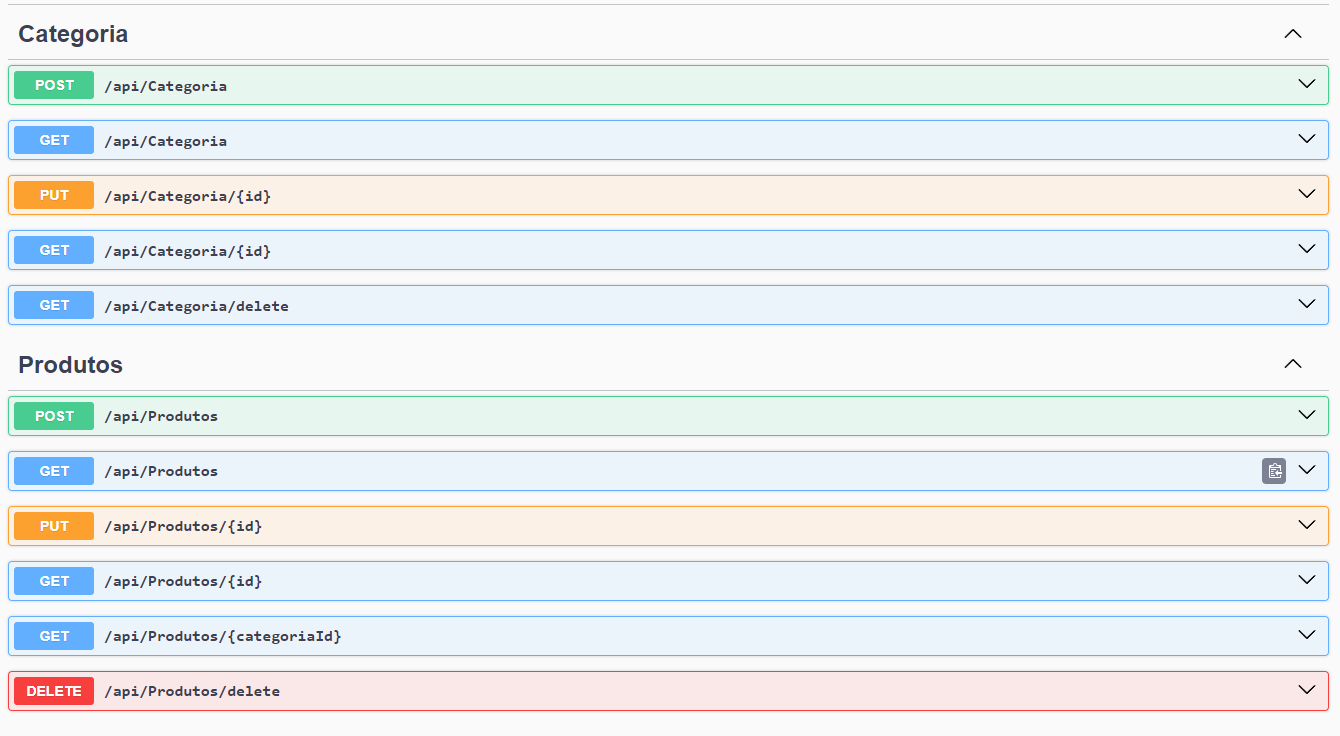 Categoria
POST /api/Categoria
GET /api/Categoria
PUT /api/Categoria/{id}
GET /api/Categoria/{id}
GET /api/Categoria/delete
Produtos
POST /api/Produtos
GET /api/Produtos
PUT /api/Produtos/{id}
GET /api/Produtos/{id}
GET /api/Produtos/{categoriaId}
DELETE /api/Produtos/delete